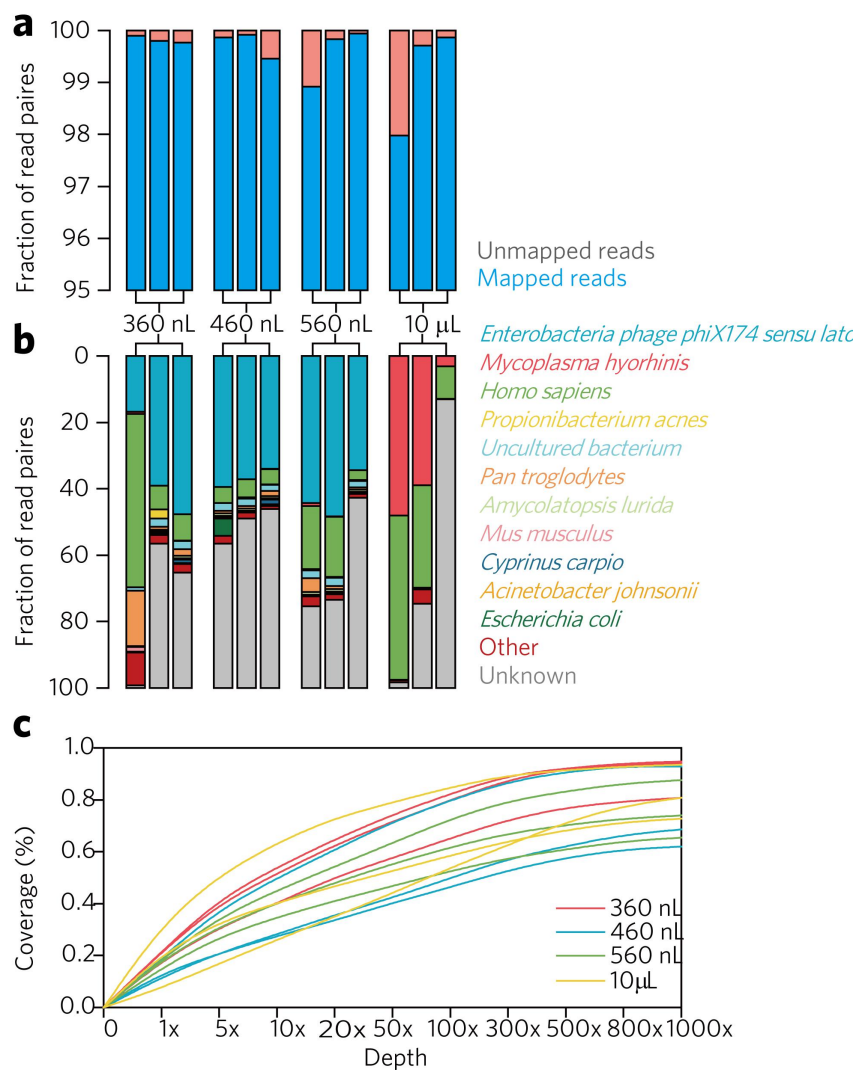 a
100
99
98
97
96
95
Fraction of read paires
Unmapped reads
Mapped reads
360 nL
460 nL
560 nL
10 µL
b
0
20
40
60
80
100
Fraction of read paires
Enterobacteria phage phiX174 sensu lato
Mycoplasma hyorhinis
Homo sapiens
Propionibacterium acnes
Uncultured bacterium
Pan troglodytes
Amycolatopsis lurida
Mus musculus
Cyprinus carpio
Acinetobacter johnsonii
Escherichia coli
Other
Unknown
c
1.0
0.8
0.6
0.4
0.2
0.0
Coverage (%)
360 nL
460 nL
560 nL
10µL
0 1x 5x 10x 20x 50x 100x 300x 500x 800x 1000x
Depth